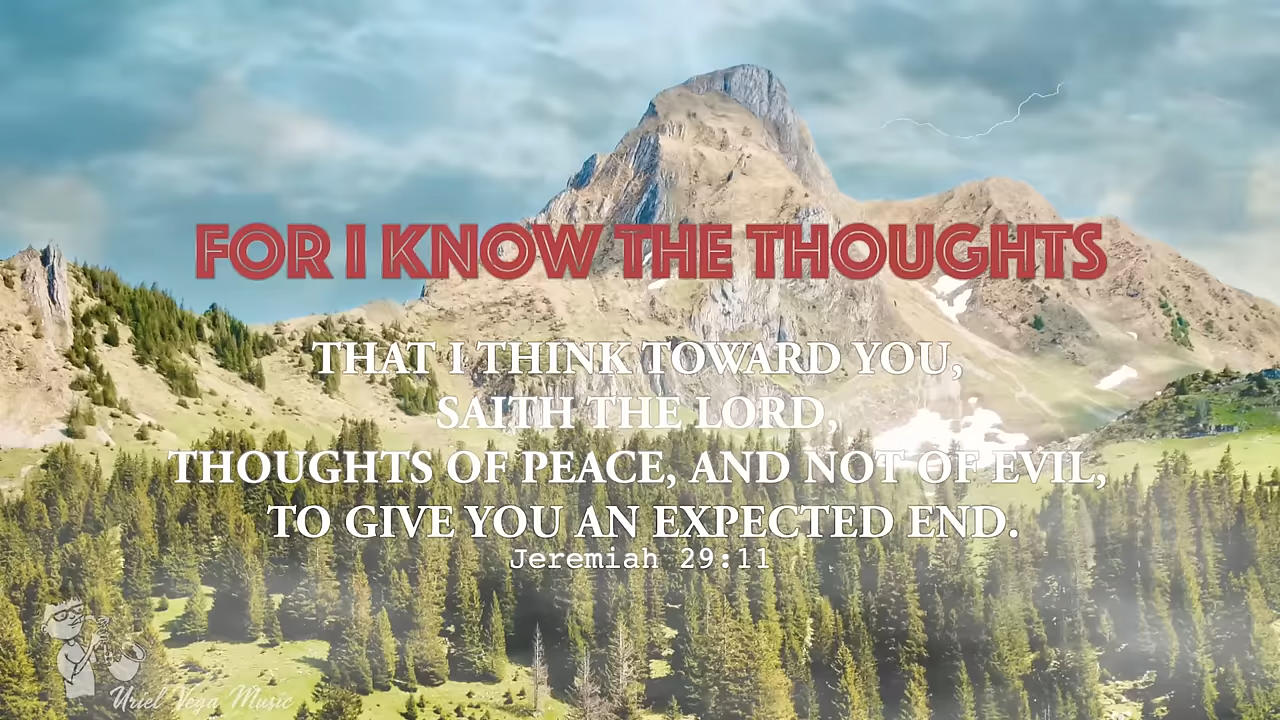 FOR I KNOW THE THOUGHTS
THAT I THINK TOWARD YOU,
SAITH THE LORD,
THOUGHTS OF PEACE, AND NOT OF EVIL,
TO GIVE YOU AN EXPECTED END.
Jeremiah 29:11
Uriel Vega Music